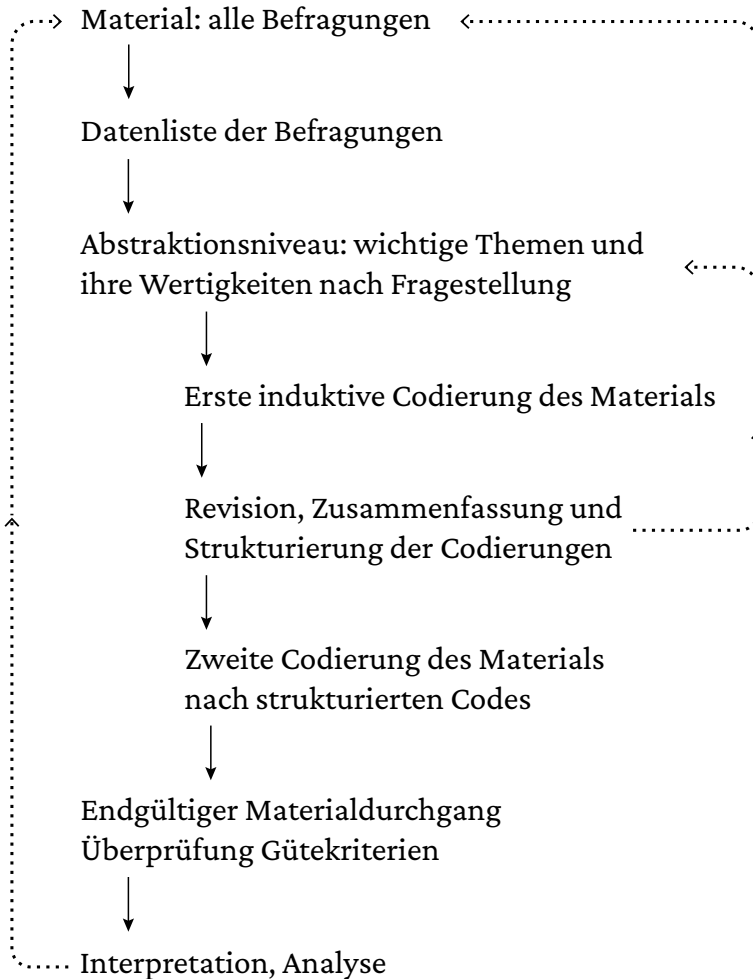 Material: alle Befragungen
Datenliste der Befragungen
Abstraktionsniveau: wichtige Themen und
ihre Wertigkeiten nach Fragestellung
Erste induktive Codierung des Materials
Revision, Zusammenfassung und
Strukturierung der Codierungen
Zweite Codierung des Materials
nach strukturierten Codes
Endgültiger Materialdurchgang
Überprüfung Gütekriterien
Interpretation, Analyse